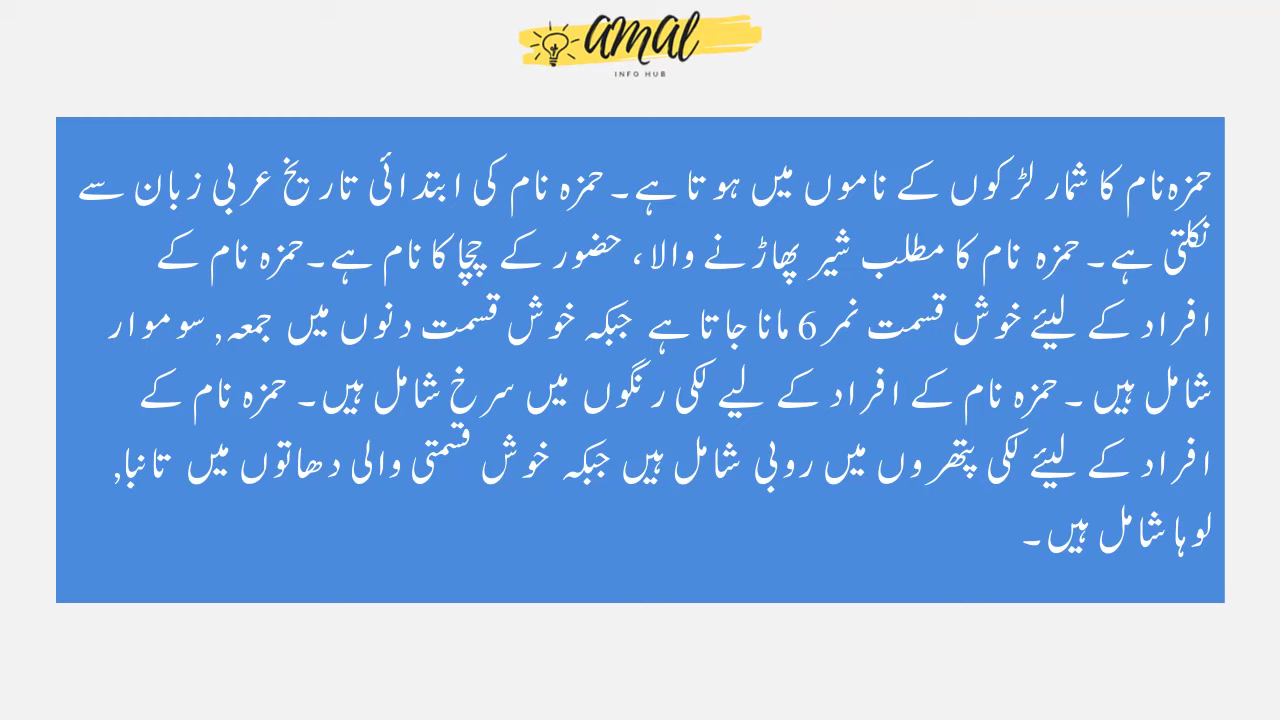 amal
INFO HUB
حمزہ نام کا شمار لڑکوں کے ناموں میں ہوتا ہے۔ حمزہ نام کی ابتدائی تاریخ عربی زبان سے
نکلتی ہے۔ حمزہ نام کا مطلب شیر پھاڑنے والا، حضور کے چچا کا نام ہے۔ حمزہ نام کے
افراد کے لیئے خوش قسمت نمر 6 مانا جاتا ہے جبکہ خوش قسمت دنوں میں جمعہ, سوموار
شامل ہیں ۔ حمزہ نام کے افراد کے لیے لکی رنگوں میں سرخ شامل ہیں۔ حمزہ نام کے
افراد کے لیئے لکی پتھروں میں روبی شامل ہیں جبکہ خوش قسمتی والی دھاتوں میں تانبا,
لوہا شامل ہیں۔